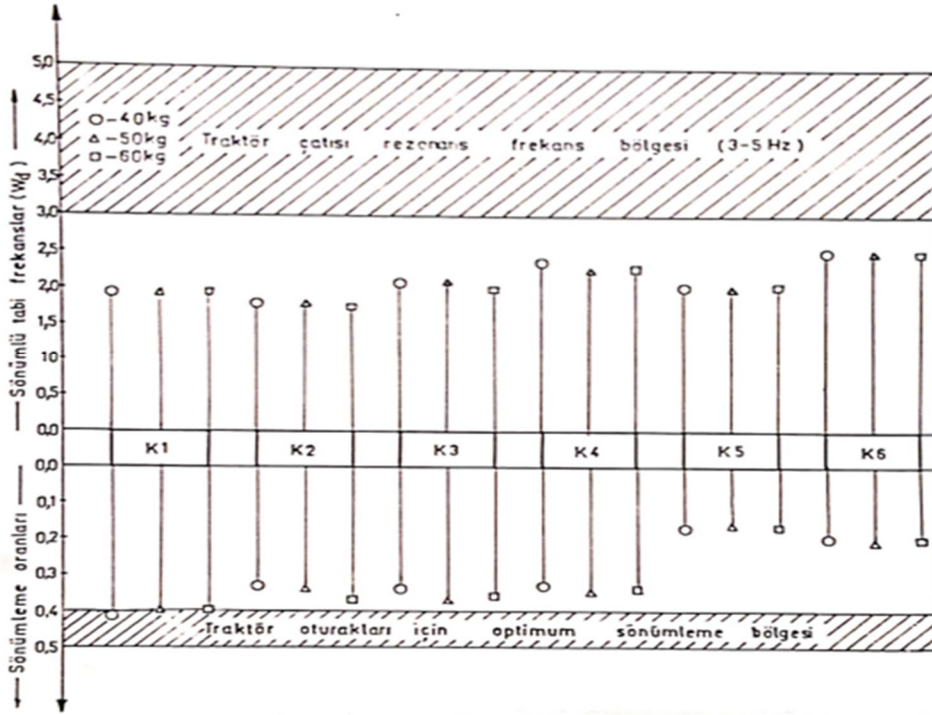 5,0
4,5
4,0
3,5
3,0
2,5
2,0
1,5
10
0,5
0,0
0,0
0,1
0,2
0,3
0,4
0,5
Sönümlü tabi frekanslar (Wd)
Sönümleme oranları
○-40kg
△-50kg
□-60kg
Traktör çatısı rezonans frekans bölgesi (3-5 Hz)
K1 K2 K3 K4 K5 K6
Traktör oturakları için optimum sönümleme bölgesi